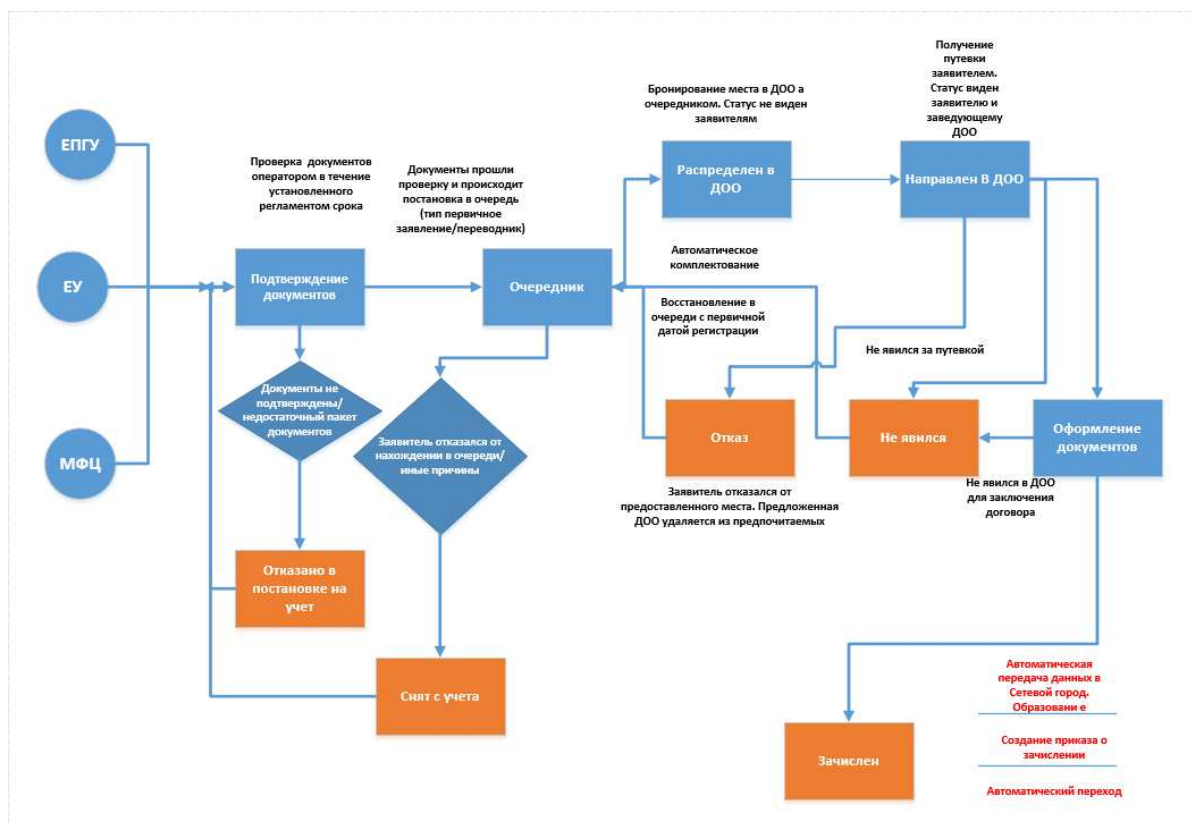 ЕПГУ
ЕУ
МФЦ
Проверка документов
оператором в течение
установленного
регламентом срока
Подтверждение
документов
Документы не
подтверждены/
недостаточный пакет
документов
Отказано в
постановке на
учет
Документы прошли
проверку и происходит
постановка в очередь
(тип первичное
заявление/переводник)
Очередник
Заявитель отказался от
нахождении в очереди/
иные причины
Снят с учета
Бронирование места в ДОО а
очередником. Статус не виден
заявителям
Распределен в
ДОО
Автоматическое
комплектование
Восстановление в
очереди с первичной
датой регистрации
Получение
путевки
заявителем.
Статус виден
заявителю и
заведующему
ДОО
Направлен В ДОО
Не явился за путевкой
Отказ
Заявитель отказался от
предоставленного места. Предложенная
ДОО удаляется из предпочитаемых
Не явился
Оформление
документов
Не явился в ДОО
для заключения
договора
Зачислен
Автоматическая
передача данных в
Сетевой город.
Образовани е
Создание приказа о
зачислении
Автоматический переход